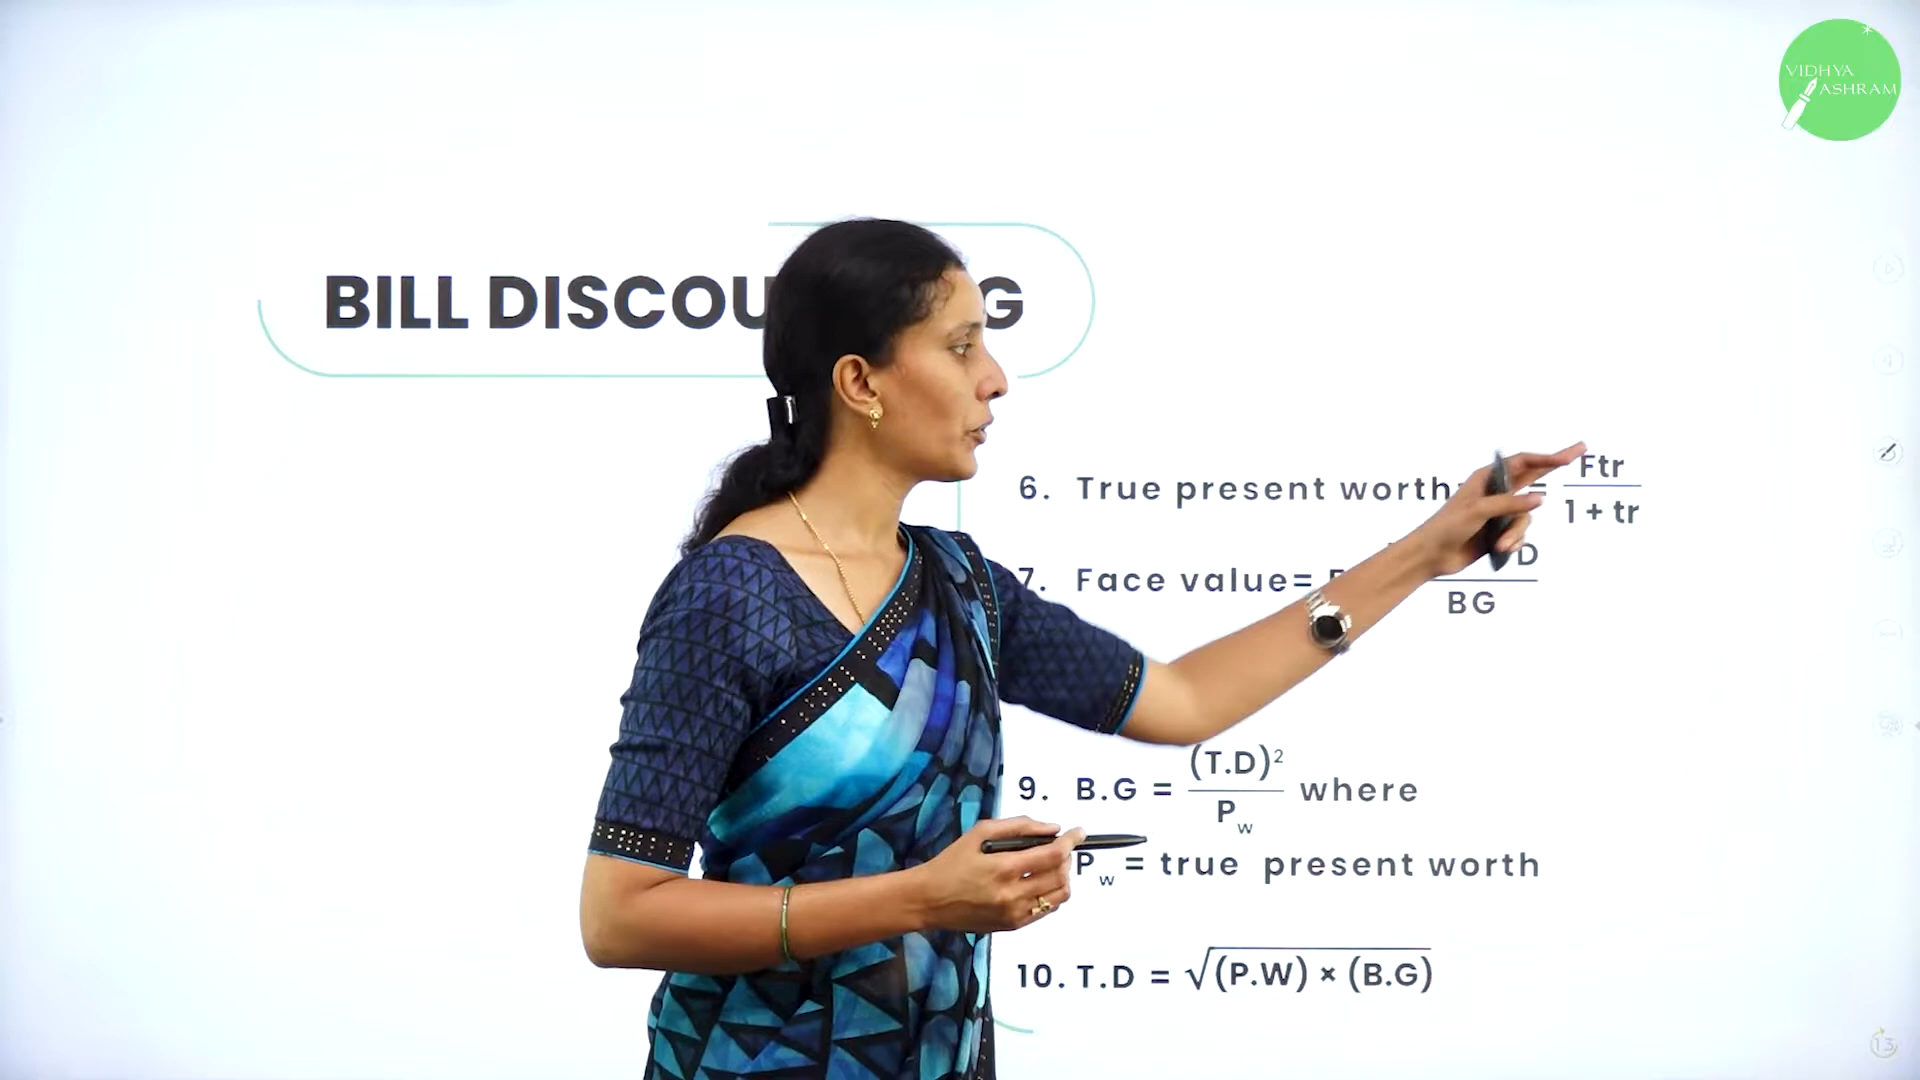 VIDHYA
ASHRAM
BILL DISCOU G
6. True present worth = Ftr
1 + tr
7. Face value= D
BG
9. B.G = (T.D)² where
Pw
Pw = true present worth
10. T.D = √(P.W) × (B.G)
13